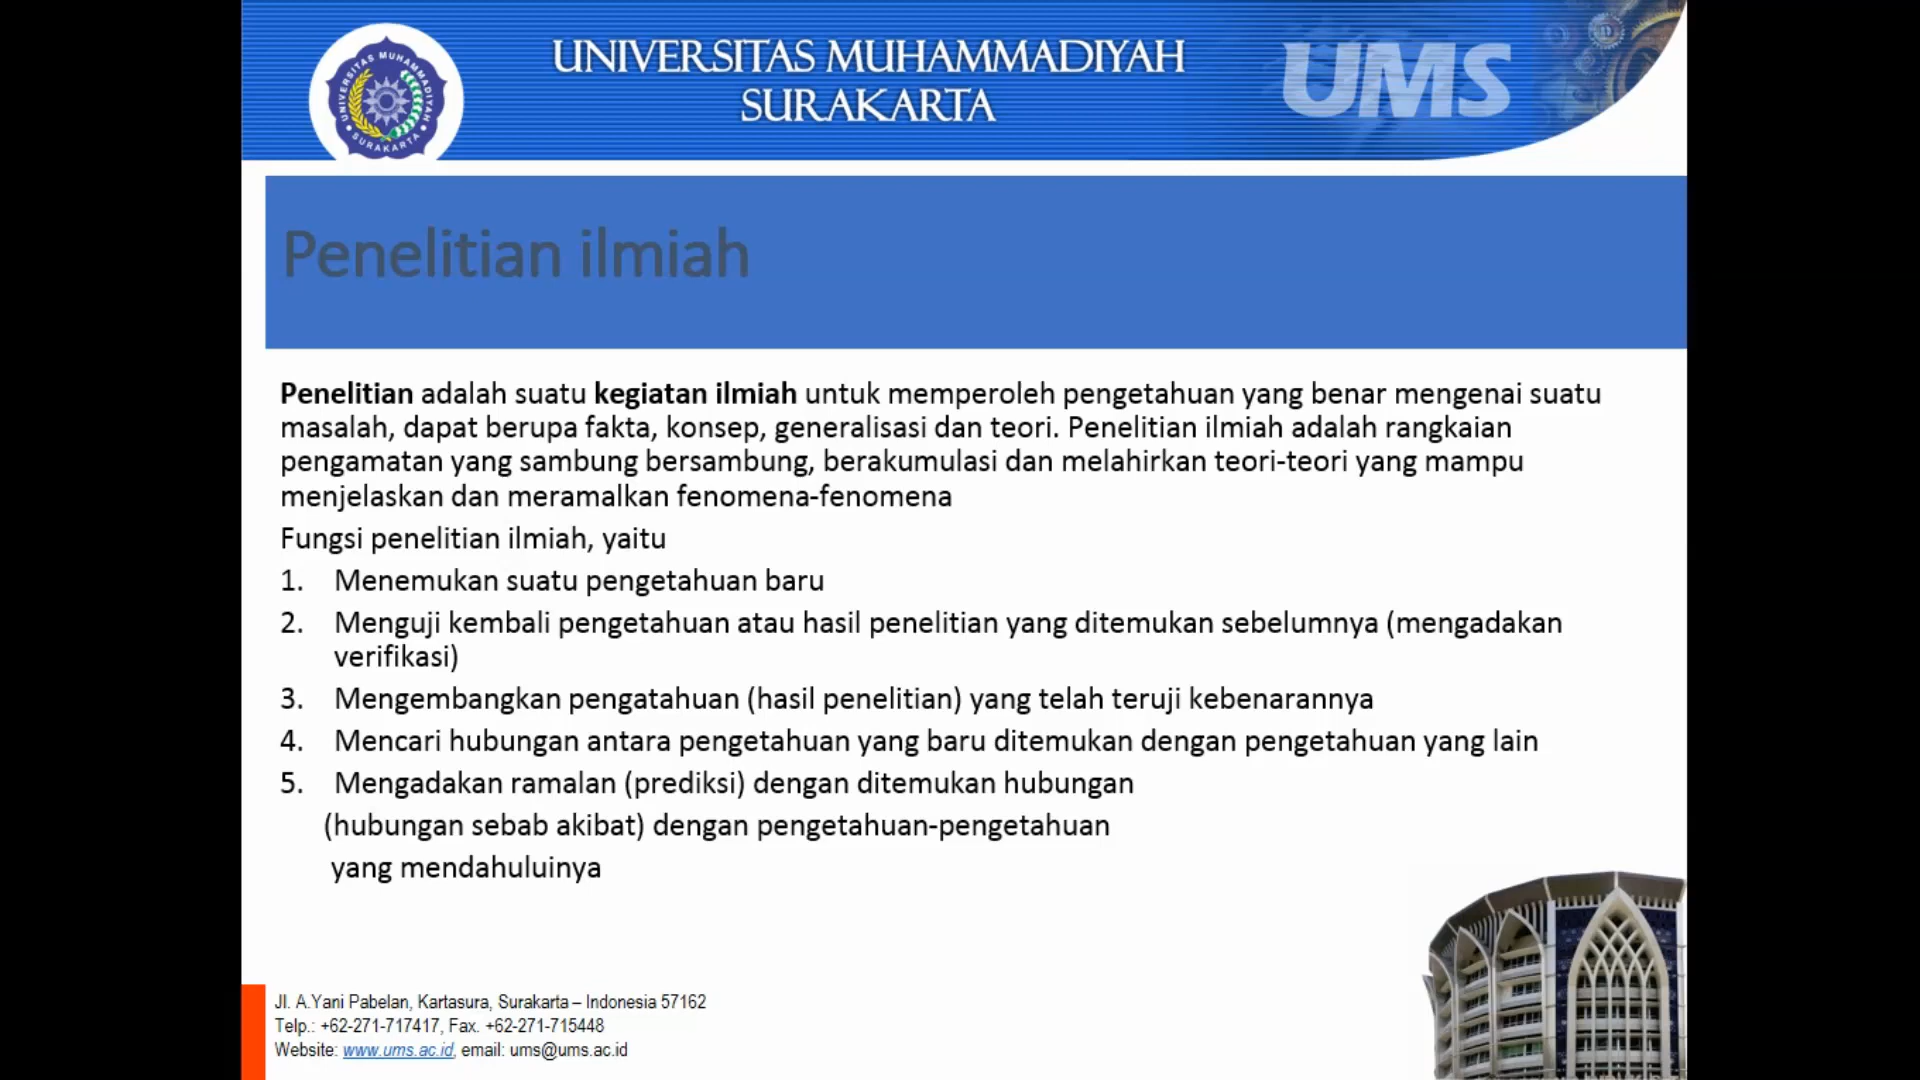 UNIVERSITAS MUHAMMADIYAH
SURAKARTA
UMS
UNIVERSITAS MUHAMMADIYAH
SURAKARTA
Penelitian ilmiah
Penelitian adalah suatu kegiatan ilmiah untuk memperoleh pengetahuan yang benar mengenai suatu
masalah, dapat berupa fakta, konsep, generalisasi dan teori. Penelitian ilmiah adalah rangkaian
pengamatan yang sambung bersambung, berakumulasi dan melahirkan teori-teori yang mampu
menjelaskan dan meramalkan fenomena-fenomena
Fungsi penelitian ilmiah, yaitu
1. Menemukan suatu pengetahuan baru
2. Menguji kembali pengetahuan atau hasil penelitian yang ditemukan sebelumnya (mengadakan
verifikasi)
3. Mengembangkan pengatahuan (hasil penelitian) yang telah teruji kebenarannya
4. Mencari hubungan antara pengetahuan yang baru ditemukan dengan pengetahuan yang lain
5. Mengadakan ramalan (prediksi) dengan ditemukan hubungan
(hubungan sebab akibat) dengan pengetahuan-pengetahuan
yang mendahuluinya
Jl. A.Yani Pabelan, Kartasura, Surakarta – Indonesia 57162
Telp.: +62-271-717417, Fax. +62-271-715448
Website: www.ums.ac.id, email: ums@ums.ac.id